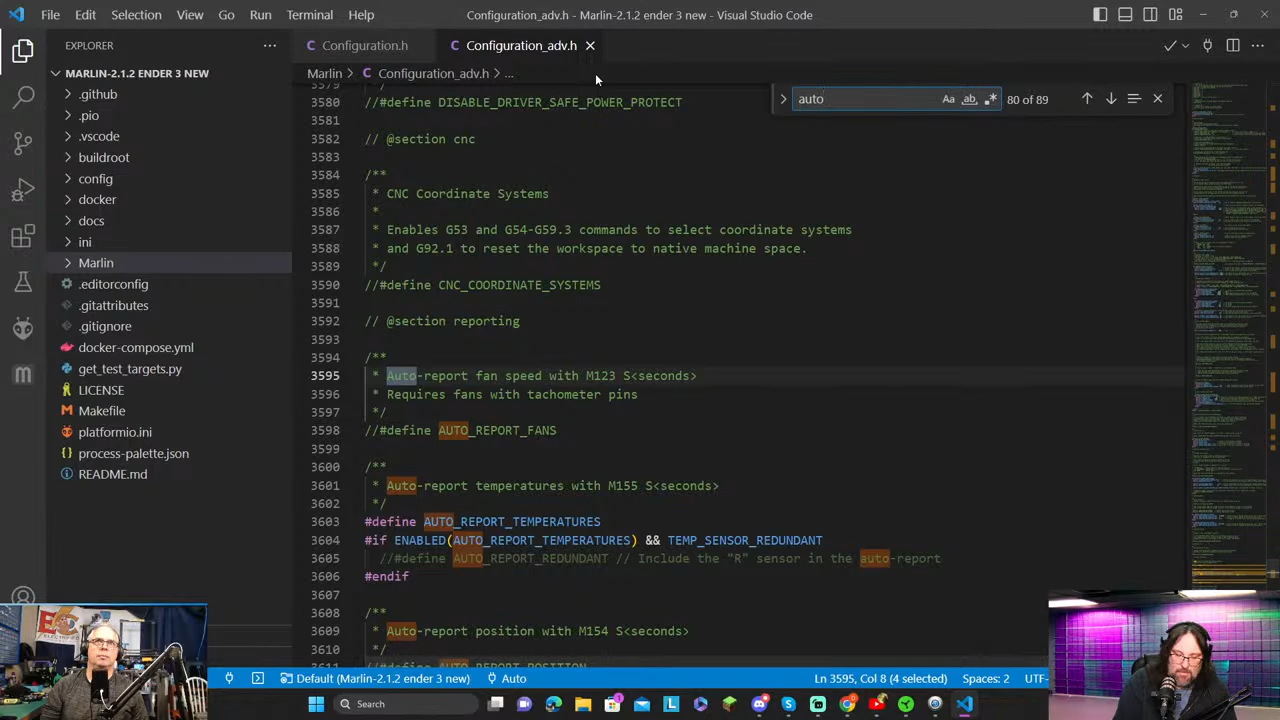 File Edit Selection View Go Run Terminal Help
Configuration_adv.h - Marlin-2.1.2 ender 3 new - Visual Studio Code
EXPLORER
MARLIN-2.1.2 ENDER 3 NEW
.github
.pio
.vscode
buildroot
config
docker
docs
ini
Marlin
.editorconfig
.gitattributes
.gitignore
docker-compose.yml
get_test_targets.py
LICENSE
Makefile
platformio.ini
process-palette.json
README.md
Configuration.h
Configuration_adv.h
Marlin > Configuration_adv.h > ...
auto
80 of 89
3579
3580 //#define DISABLE_DRIVER_SAFE_POWER_PROTECT
3581
3582 // @section cnc
3583
3584 /**
3585 * CNC Coordinate Systems
3586 *
3587 * Enables G53 and G54-G59.3 commands to select coordinate systems
3588 * and G92.1 to reset the workspace to native machine space.
3589 */
3590 //#define CNC_COORDINATE_SYSTEMS
3591
3592 // @section reporting
3593
3594 /**
3595 * Auto-report fan speed with M123 S<seconds>
3596 * Requires fans with tachometer pins
3597 */
3598 //#define AUTO_REPORT_FANS
3599
3600 /**
3601 * Auto-report temperatures with M155 S<seconds>
3602 */
3603 #define AUTO_REPORT_TEMPERATURES
3604 #if ENABLED(AUTO_REPORT_TEMPERATURES) && TEMP_SENSOR_REDUNDANT
3605 //#define AUTO_REPORT_REDUNDANT // Include the "R" sensor in the auto-report
3606 #endif
3607
3608 /**
3609 * Auto-report position with M154 S<seconds>
3610 */
3611 AUTO_REPORT_POSITION
Default (Marlin-2.1.2 ender 3 new) Auto
Ln 3595, Col 8 (4 selected) Spaces: 2 UTF-
Search